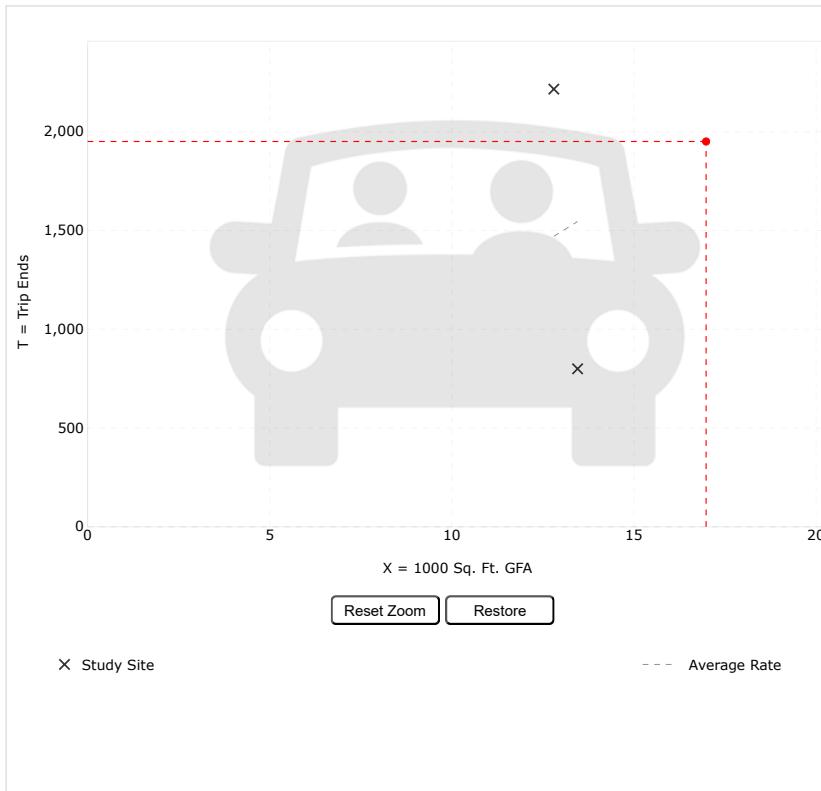 2,000
1,500
1,000
500
0
T = Trip Ends
0 5 10 15 20
X = 1000 Sq. Ft. GFA
Reset Zoom Restore
Study Site Average Rate